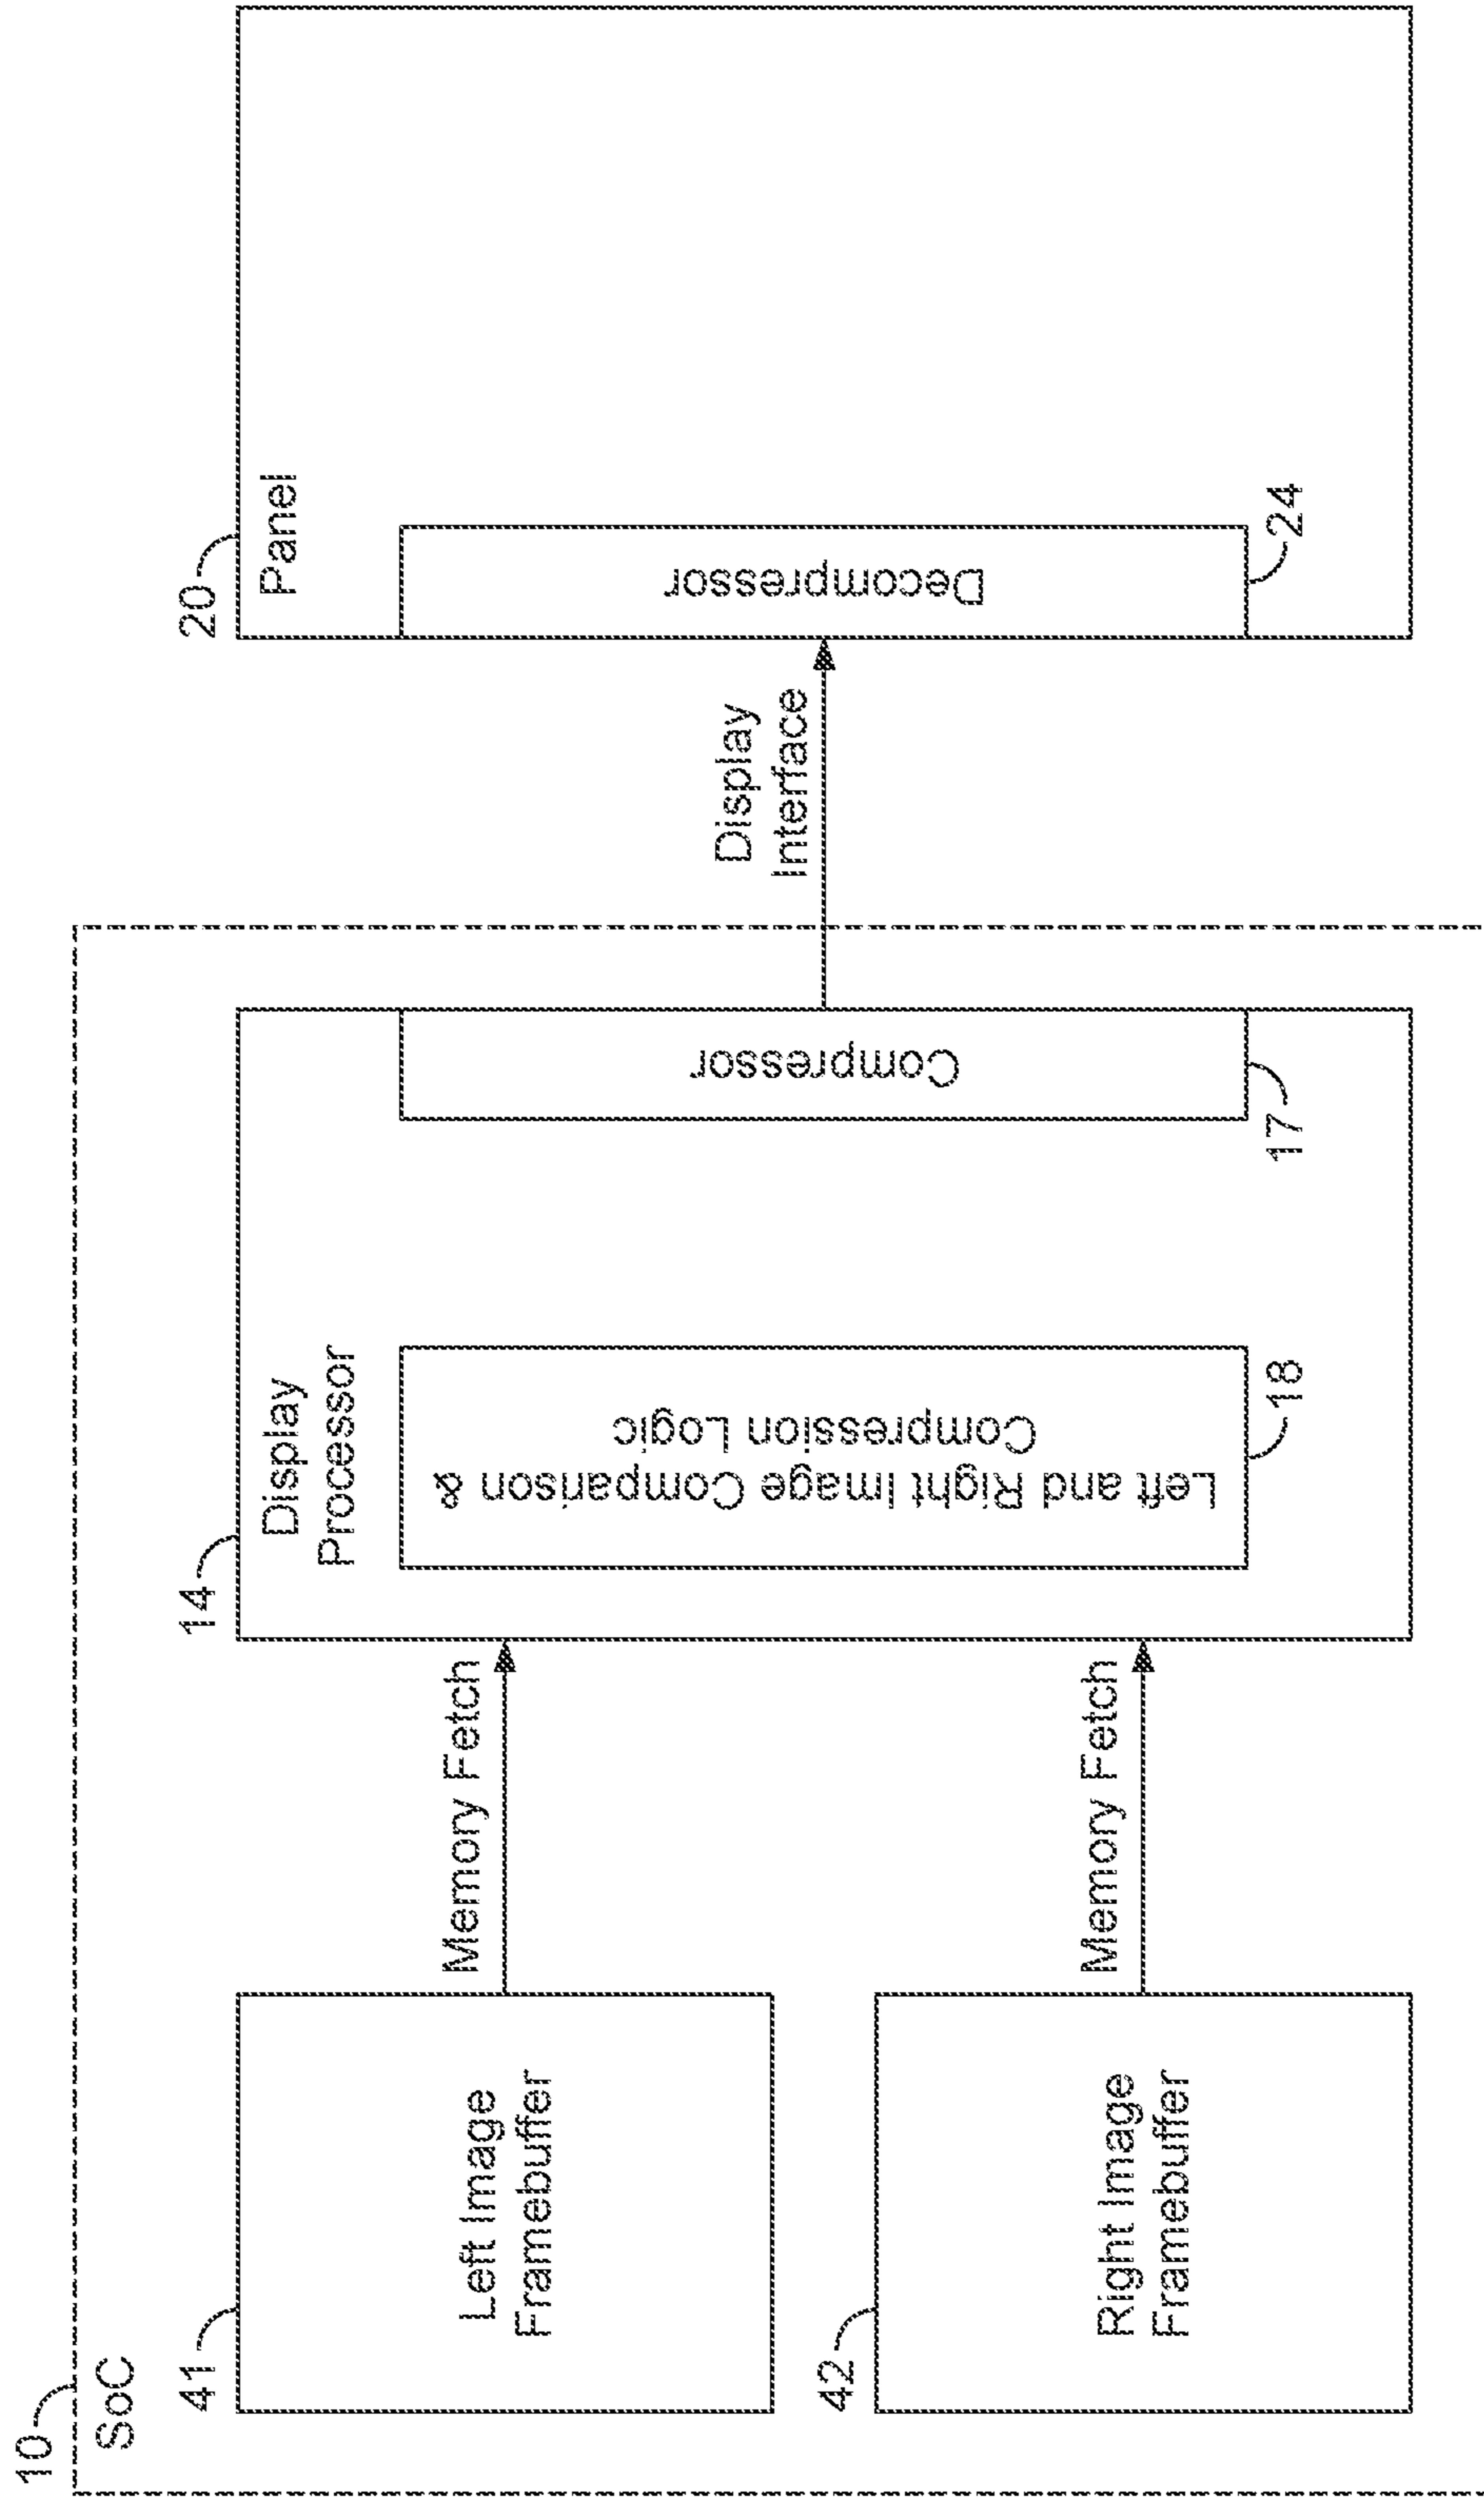 10
SoC
41
Left Image
Framebuffer
42
Right Image
Framebuffer
Memory Fetch
Memory Fetch
14
Display
Processor
Left and Right Image Comparison &
Compression Logic
18
Compressor
17
Display
Interface
20
Panel
Decompressor
24